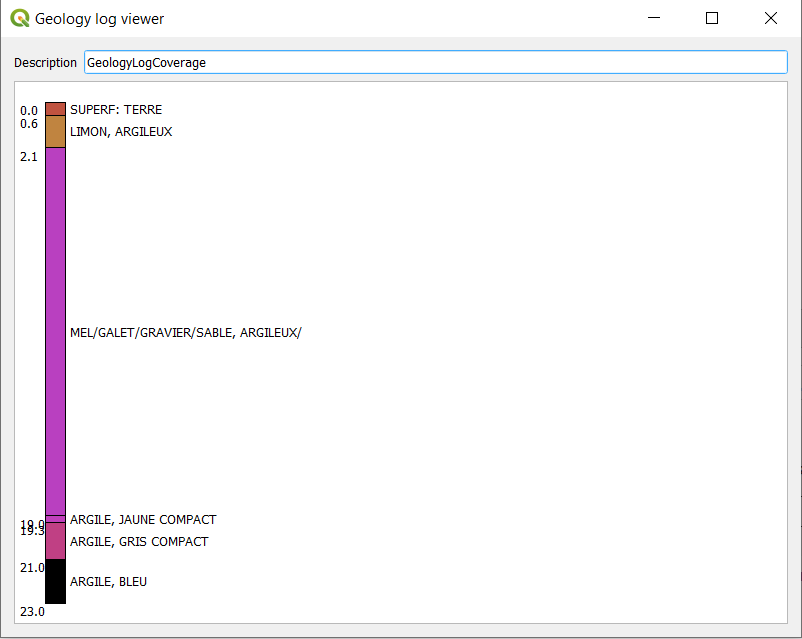 Geology log viewer
Description GeologyLogCoverage
0.0 SUPERF: TERRE
0.6
LIMON, ARGILEUX
2.1
MEL/GALET/GRAVIER/SABLE, ARGILEUX/
19.0 ARGILE, JAUNE COMPACT
19.3
ARGILE, GRIS COMPACT
21.0
ARGILE, BLEU
23.0